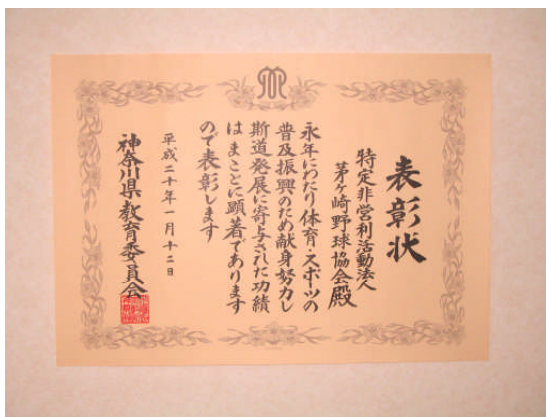 表彰状
特定非営利活動法人
茅ヶ崎野球協会殿
永年にわたり体育・スポーツの
普及振興のため献身努力し
斯道発展に寄与された功績
はまことに顕著であります
ので表彰します
平成二十年一月十二日
神奈川県教育委員会